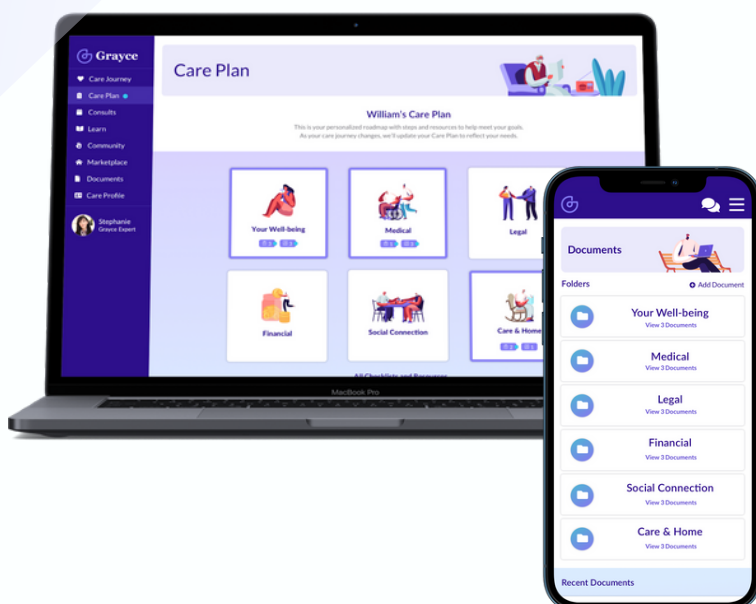 Grayce
Care Journey
Care Plan
Consults
Learn
Community
Marketplace
Documents
Care Profile
Stephanie
Grayce Expert
Care Plan
William's Care Plan
This is your personalized roadmap with steps and resources to help meet your goals.
As your care journey changes, we'll update your Care Plan to reflect your needs.
Your Well-being
Medical
Legal
Financial
Social Connection
Care & Home
All Checklists and Resources
MacBook Pro
Documents
Folders
Add Document
Your Well-being
View 3 Documents
Medical
View 3 Documents
Legal
View 3 Documents
Financial
View 3 Documents
Social Connection
View 3 Documents
Care & Home
View 3 Documents
Recent Documents